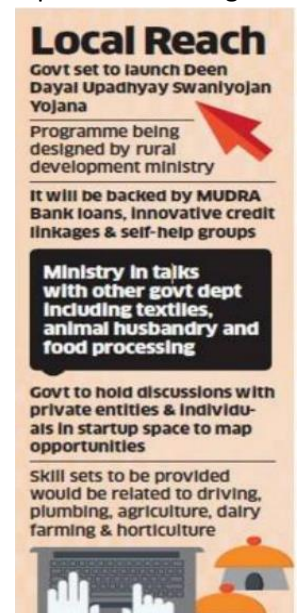 Local Reach
Govt set to launch Deen
Dayal Upadhyay Swaniyojan
Yojana
Programme being
designed by rural
development ministry
It will be backed by MUDRA
Bank loans, innovative credit
linkages & self-help groups
Ministry in talks
with other govt dept
including textiles,
animal husbandry and
food processing
Govt to hold discussions with
private entities & individu-
als in startup space to map
opportunities
Skill sets to be provided
would be related to driving,
plumbing, agriculture, dairy
farming & horticulture